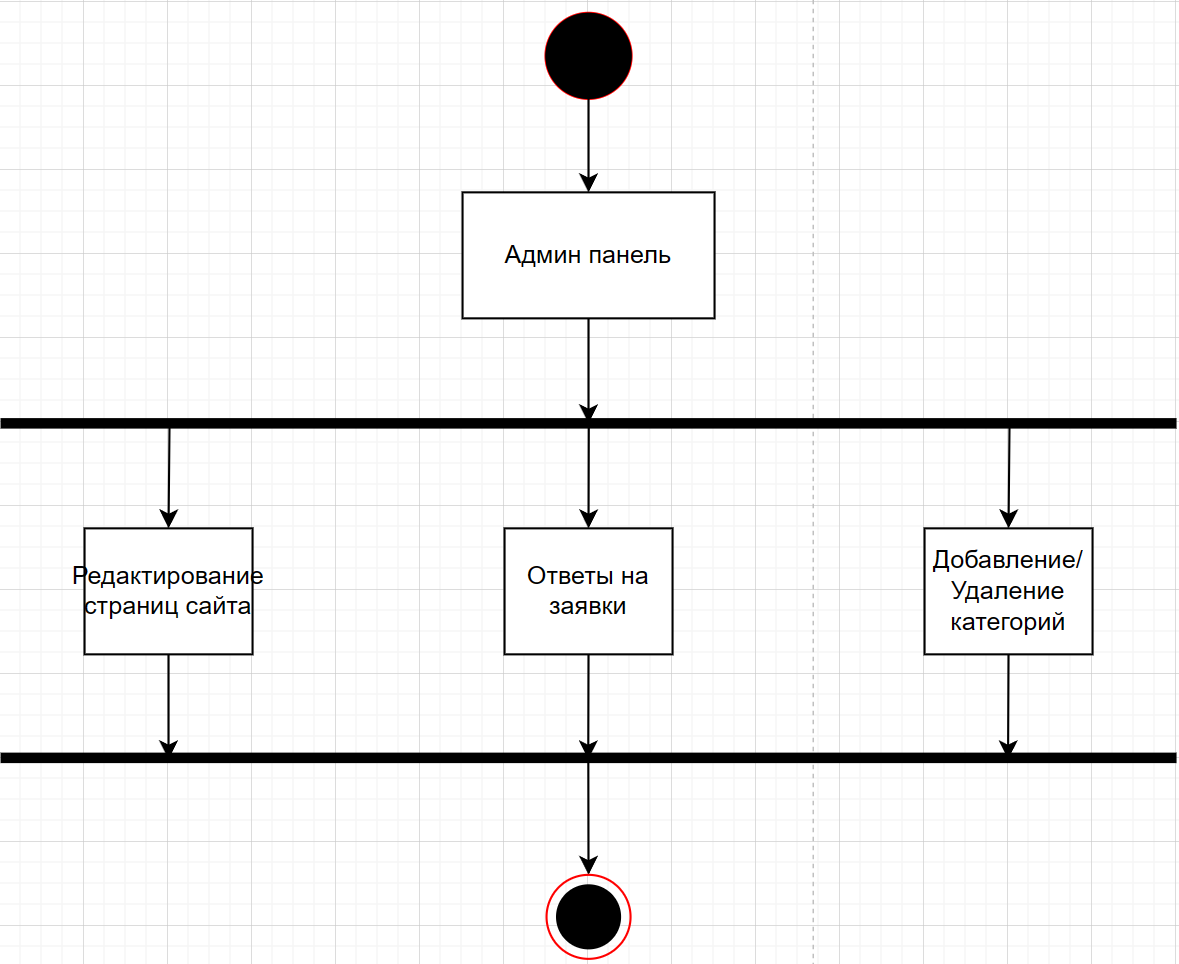 Админ панель
Редактирование
страниц сайта
Ответы на
заявки
Добавление/
Удаление
категорий